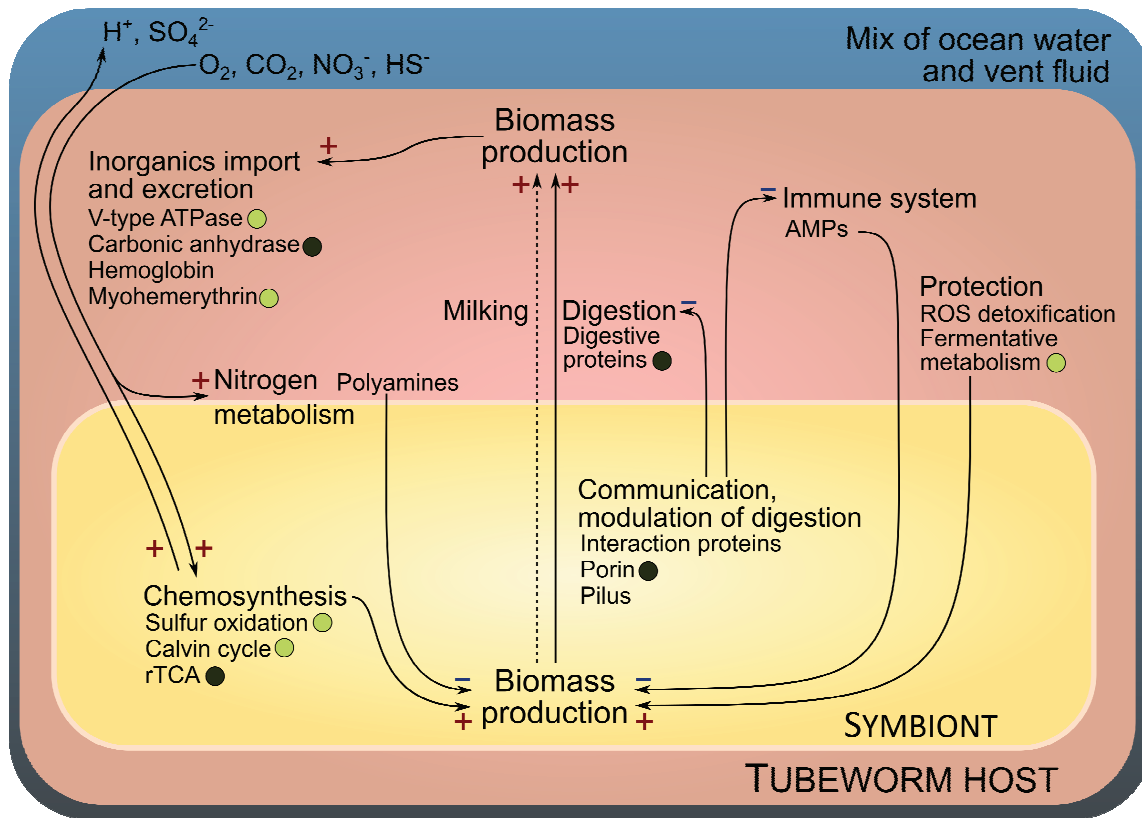 H⁺, SO₄²⁻
O₂, CO₂, NO₃⁻, HS⁻
Mix of ocean water
and vent fluid
Biomass
production
+
+ +
Inorganics import
and excretion
V-type ATPase
Carbonic anhydrase
Hemoglobin
Myohemerythrin
− Immune system
AMPs
Protection
ROS detoxification
Fermentative
metabolism
Milking
Digestion −
Digestive
proteins
+ Nitrogen
metabolism
Polyamines
Communication,
modulation of digestion
Interaction proteins
Porin
Pilus
+ +
Chemosynthesis
Sulfur oxidation
Calvin cycle
rTCA
− Biomass −
+ production +
SYMBIONT
TUBEWORM HOST